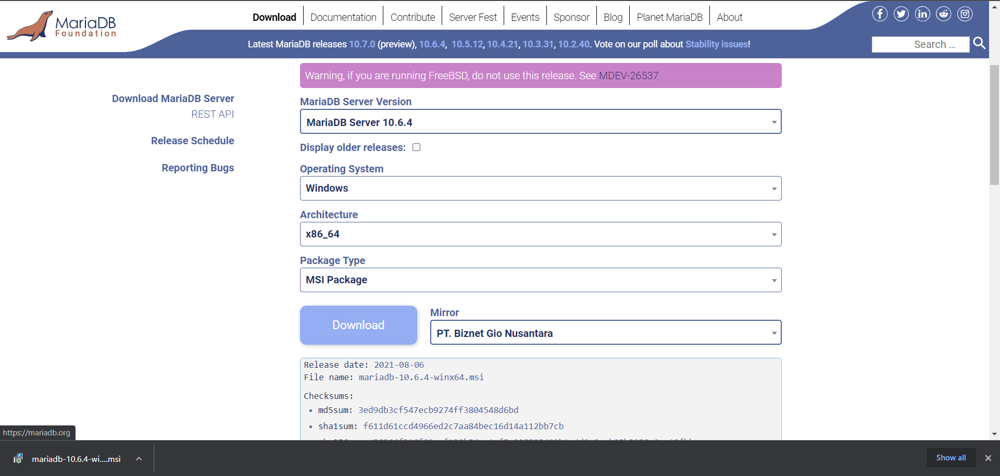 MariaDB
Foundation
Download
Documentation
Contribute
Server Fest
Events
Sponsor
Blog
Planet MariaDB
About
Latest MariaDB releases 10.7.0 (preview), 10.6.4, 10.5.12, 10.4.21, 10.3.31, 10.2.40. Vote on our poll about Stability issues!
Search ...
Warning, if you are running FreeBSD, do not use this release. See MDEV-26537
Download MariaDB Server
REST API
Release Schedule
Reporting Bugs
MariaDB Server Version
MariaDB Server 10.6.4
Display older releases:
Operating System
Windows
Architecture
x86_64
Package Type
MSI Package
Download
Mirror
PT. Biznet Gio Nusantara
Release date: 2021-08-06
File name: mariadb-10.6.4-winx64.msi
Checksums:
md5sum: 3ed9db3cf547ecb9274ff3804548d6bd
sha1sum: f611d61ccd4966ed2c7aa84bec16d14a112bb7cb
https://mariadb.org
mariadb-10.6.4-wi....msi
Show all